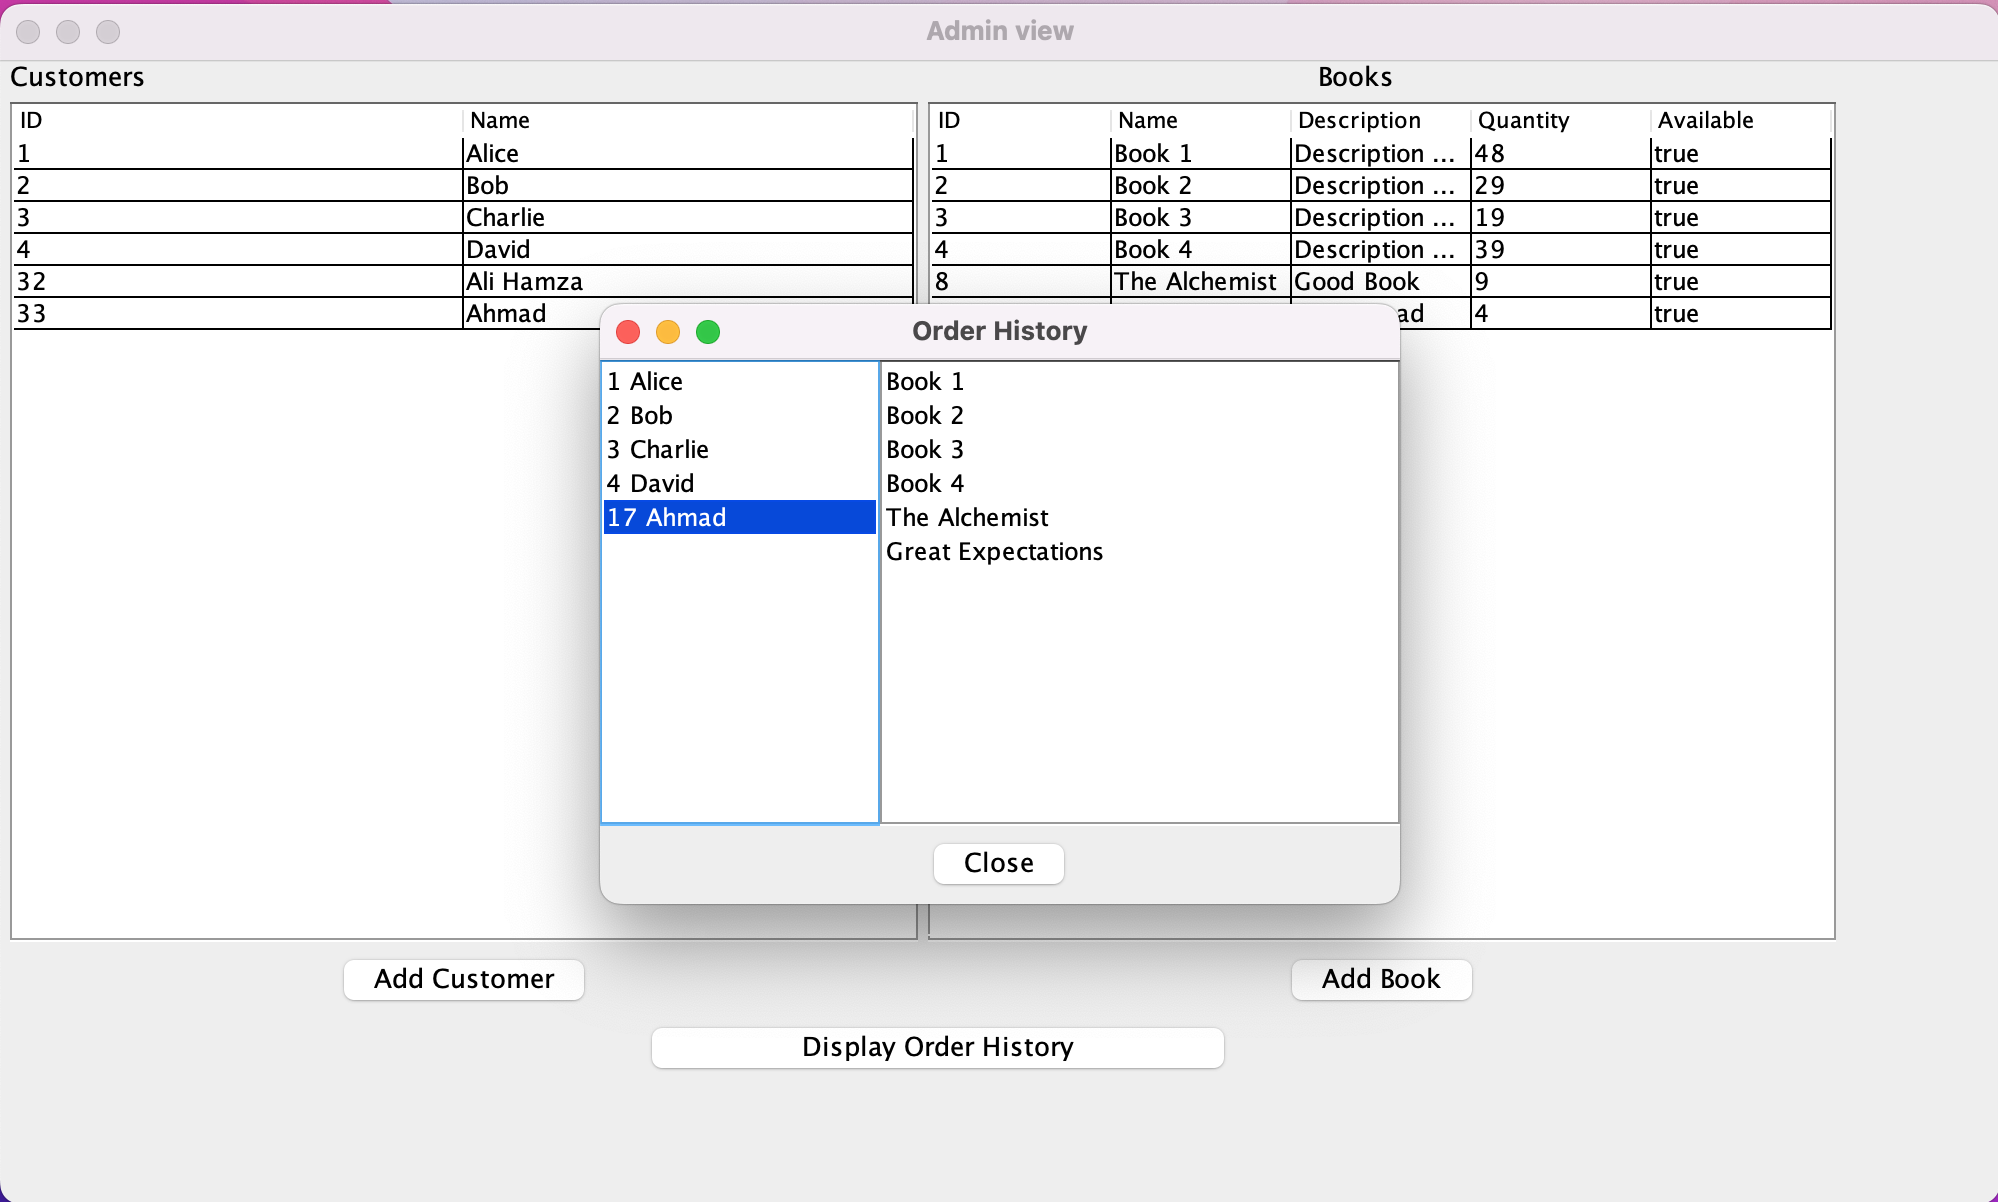 Admin view
Customers
Books
ID Name
1 Alice
2 Bob
3 Charlie
4 David
32 Ali Hamza
33 Ahmad
ID Name Description Quantity Available
1 Book 1 Description ... 48 true
2 Book 2 Description ... 29 true
3 Book 3 Description ... 19 true
4 Book 4 Description ... 39 true
8 The Alchemist Good Book 9 true
ad 4 true
Order History
1 Alice
2 Bob
3 Charlie
4 David
17 Ahmad
Book 1
Book 2
Book 3
Book 4
The Alchemist
Great Expectations
Close
Add Customer
Add Book
Display Order History